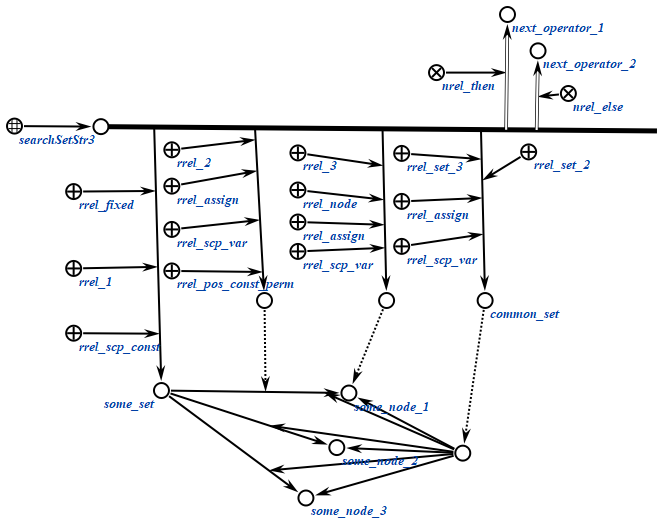 next_operator_1
next_operator_2
nrel_then
nrel_else
searchSetStr3
rrel_2
rrel_3
rrel_set_3
rrel_set_2
rrel_fixed
rrel_assign
rrel_node
rrel_assign
rrel_assign
rrel_scp_var
rrel_scp_var
rrel_scp_var
rrel_1
rrel_pos_const_perm
common_set
rrel_scp_const
some_set
some_node_1
some_node_2
some_node_3